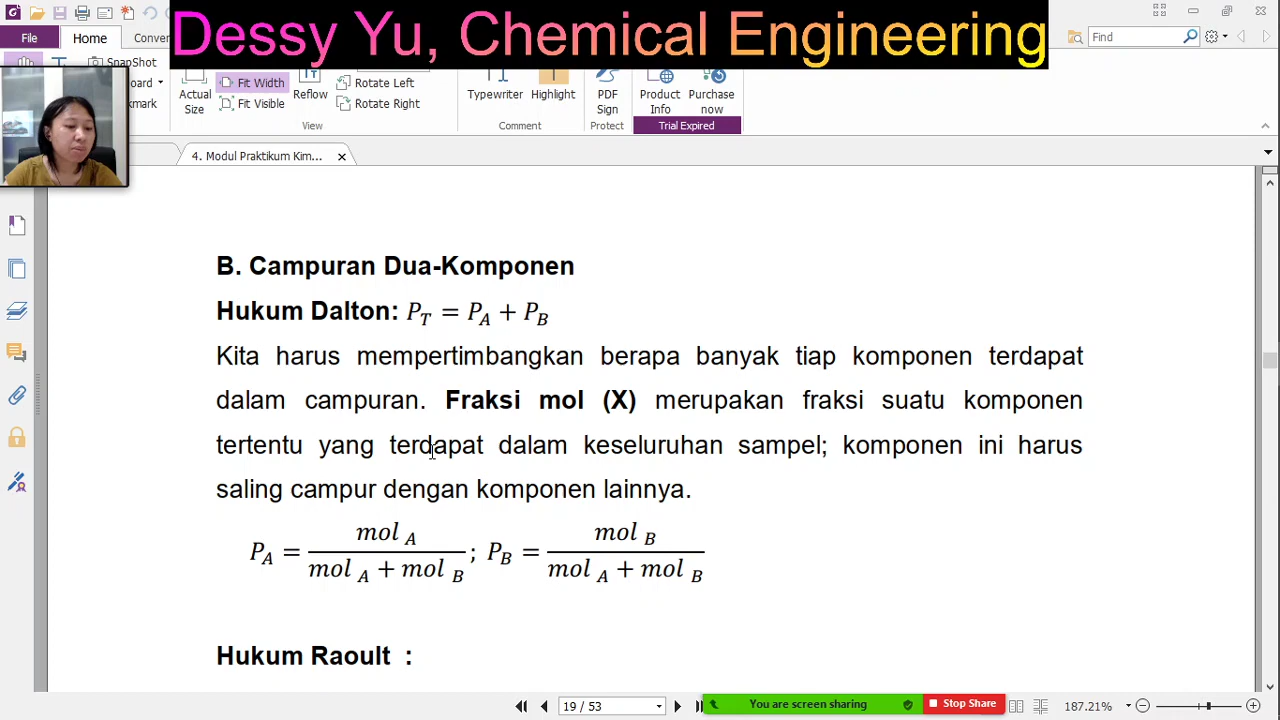 Dessy Yu, Chemical Engineering
File
Home
Conver
Find
SnapShot
Actual Size
Fit Width
Fit Visible
Reflow
Rotate Left
Rotate Right
View
Typewriter
Highlight
Comment
PDF Sign
Protect
Product Info
Purchase now
Trial Expired
4. Modul Praktikum Kim...
B. Campuran Dua-Komponen
Hukum Dalton: P_T = P_A + P_B
Kita harus mempertimbangkan berapa banyak tiap komponen terdapat
dalam campuran. Fraksi mol (X) merupakan fraksi suatu komponen
tertentu yang terdapat dalam keseluruhan sampel; komponen ini harus
saling campur dengan komponen lainnya.
P_A = mol_A / (mol_A + mol_B) ; P_B = mol_B / (mol_A + mol_B)
Hukum Raoult :
19 / 53
You are screen sharing
Stop Share
187.21%